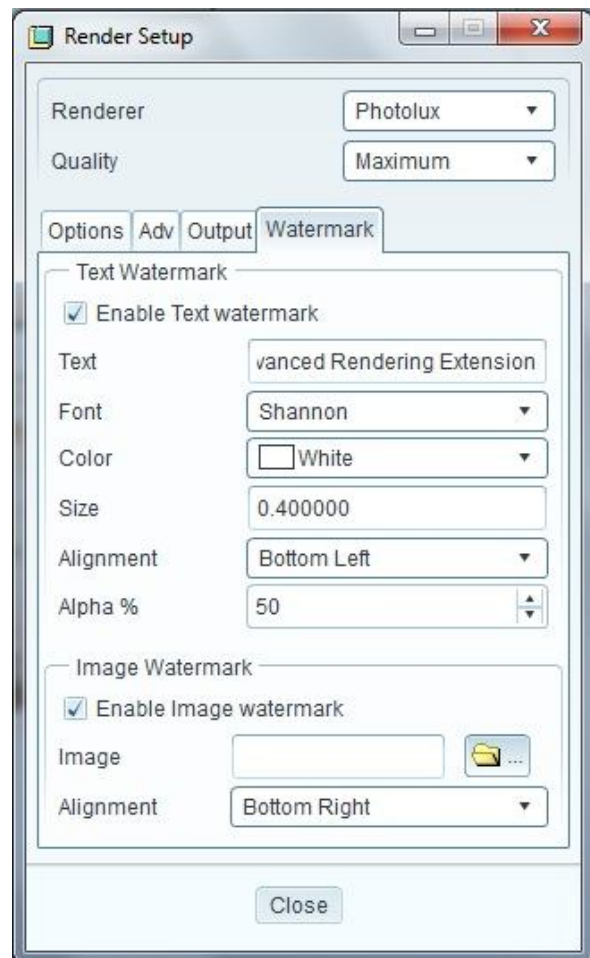 Render Setup
Renderer Photolux
Quality Maximum
Options Adv Output Watermark
Text Watermark
Enable Text watermark
Text vanced Rendering Extension
Font Shannon
Color White
Size 0.400000
Alignment Bottom Left
Alpha % 50
Image Watermark
Enable Image watermark
Image ...
Alignment Bottom Right
Close